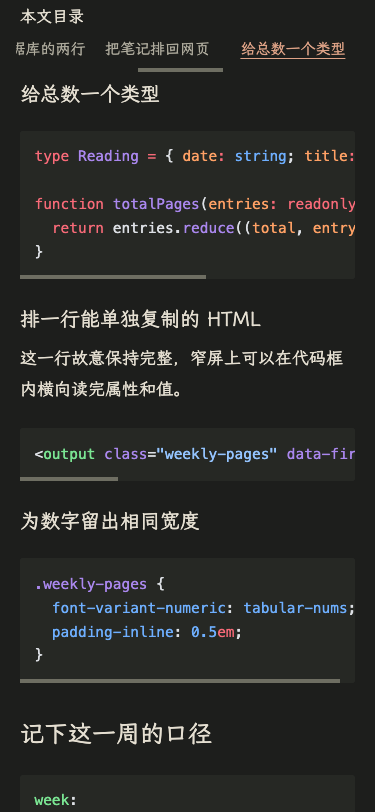 本文目录
据库的两行 把笔记排回网页 给总数一个类型
给总数一个类型
type Reading = { date: string; title:
function totalPages(entries: readonly
return entries.reduce((total, entry
}
排一行能单独复制的 HTML
这一行故意保持完整，窄屏上可以在代码框
内横向读完属性和值。
<output class="weekly-pages" data-fir
为数字留出相同宽度
.weekly-pages {
font-variant-numeric: tabular-nums;
padding-inline: 0.5em;
}
记下这一周的口径
week: